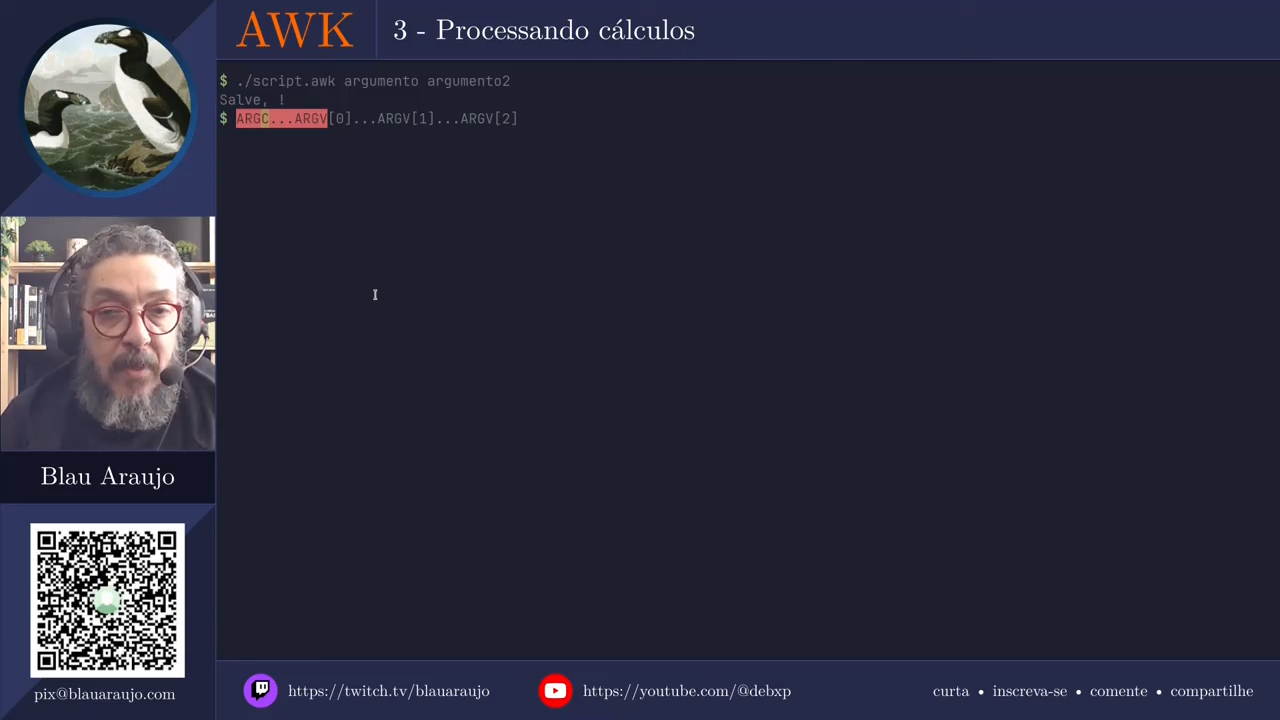 AWK
3 - Processando cálculos
$ ./script.awk argumento argumento2
Salve, !
$ ARGC...ARGV[0]...ARGV[1]...ARGV[2]
Blau Araujo
pix@blauaraujo.com
https://twitch.tv/blauaraujo
https://youtube.com/@debxp
curta • inscreva-se • comente • compartilhe